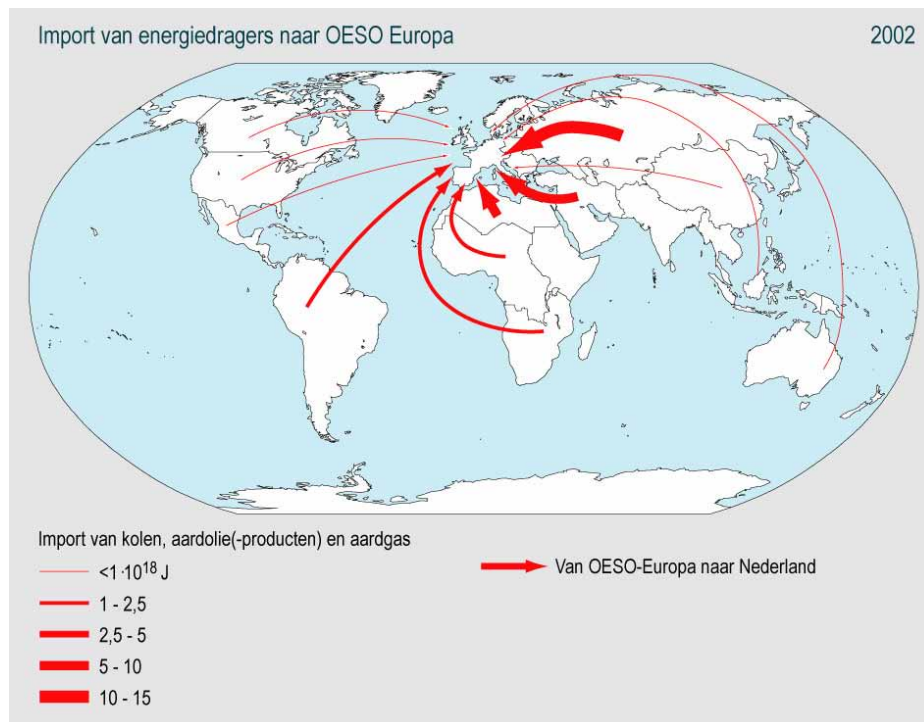 Import van energiedragers naar OESO Europa 2002
Import van kolen, aardolie(-producten) en aardgas
<1·10¹⁸ J
1 - 2,5
2,5 - 5
5 - 10
10 - 15
Van OESO-Europa naar Nederland